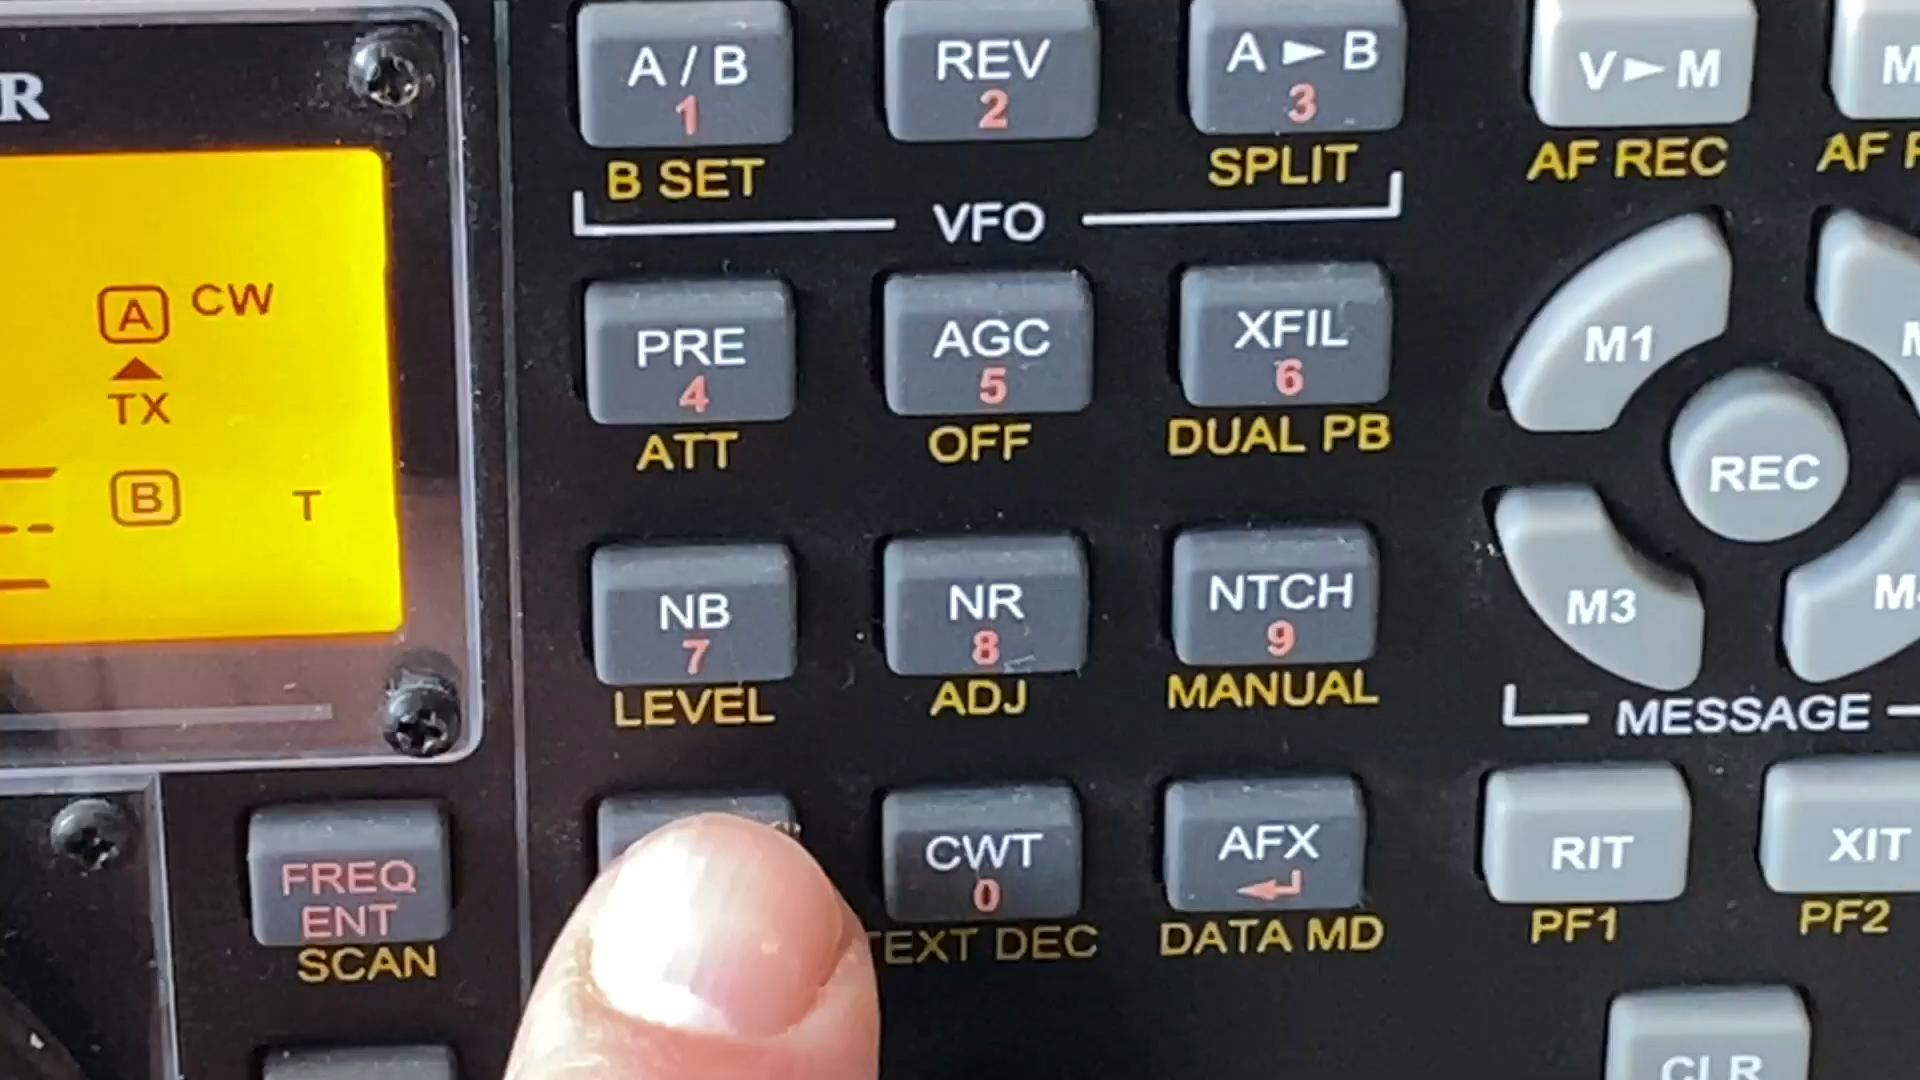 R
A CW
TX
B T
A / B
1
B SET
REV
2
A ► B
3
SPLIT
VFO
PRE
4
ATT
AGC
5
OFF
XFIL
6
DUAL PB
NB
7
LEVEL
NR
8
ADJ
NTCH
9
MANUAL
FREQ
ENT
SCAN
CWT
0
TEXT DEC
AFX
DATA MD
V ► M
AF REC
M
AF
M1
REC
M3
MESSAGE
RIT
PF1
XIT
PF2
CLR